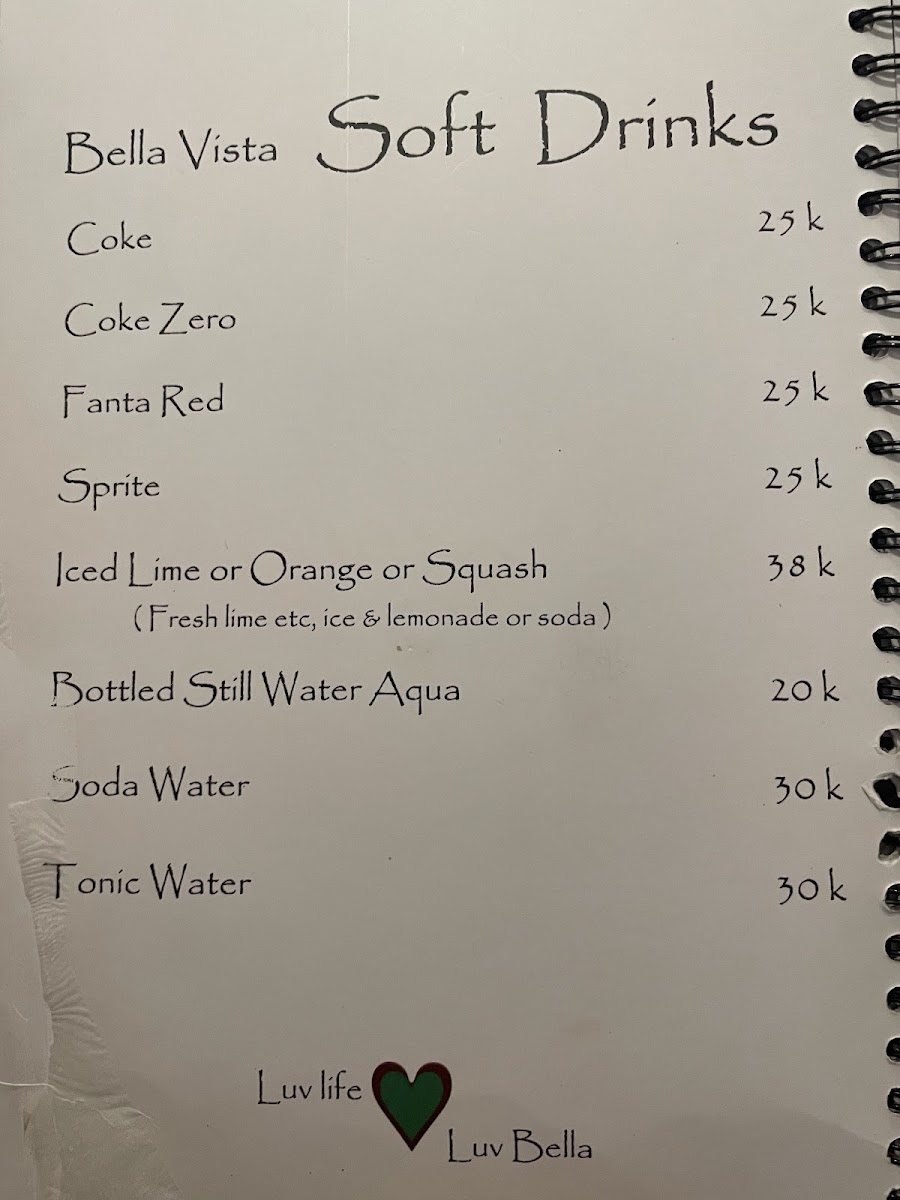 Bella Vista Soft Drinks
Coke 25 k
Coke Zero 25 k
Fanta Red 25 k
Sprite 25 k
Iced Lime or Orange or Squash 38 k
( Fresh lime etc, ice & lemonade or soda )
Bottled Still Water Aqua 20 k
Soda Water 30 k
Tonic Water 30 k
Luv life
Luv Bella